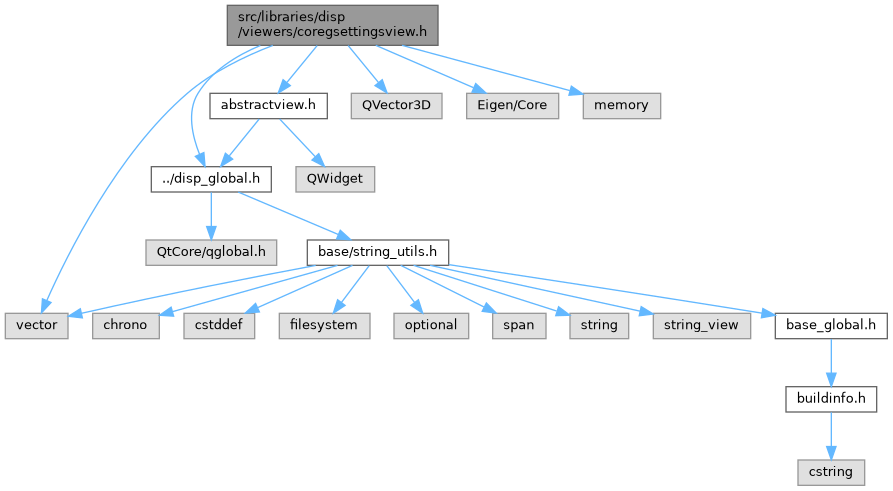 src/libraries/disp
/viewers/coregsettingsview.h
abstractview.h
QVector3D
Eigen/Core
memory
../disp_global.h
QWidget
QtCore/qglobal.h
base/string_utils.h
vector
chrono
cstddef
filesystem
optional
span
string
string_view
base_global.h
buildinfo.h
cstring